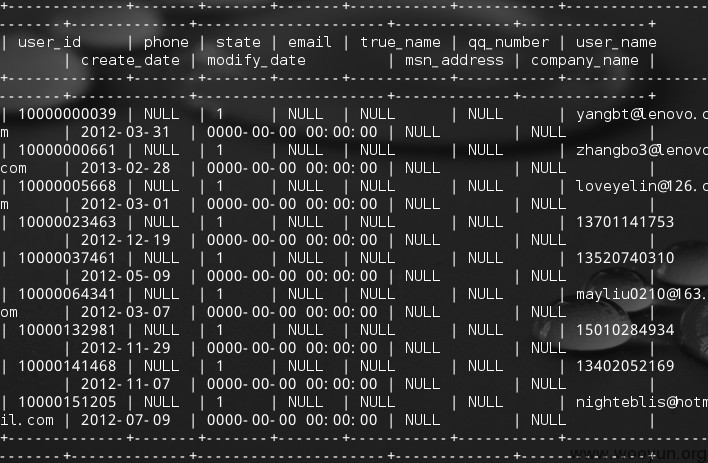 +-------------+-------+-------+-------+-----------+-----------+----------
------+-------------+---------------------+-------------+--------------+
| user_id | phone | state | email | true_name | qq_number | user_name
| create_date | modify_date | msn_address | company_name |
+-------------+-------+-------+-------+-----------+-----------+----------
------+-------------+---------------------+-------------+--------------+
| 10000000039 | NULL | 1 | NULL | NULL | NULL | yangbt@lenovo.c
m | 2012-03-31 | 0000-00-00 00:00:00 | NULL | NULL |
| 10000000661 | NULL | 1 | NULL | NULL | NULL | zhangbo3@lenovo
com | 2013-02-28 | 0000-00-00 00:00:00 | NULL | NULL |
| 10000005668 | NULL | 1 | NULL | NULL | NULL | loveyelin@126.c
m | 2012-03-01 | 0000-00-00 00:00:00 | NULL | NULL |
| 10000023463 | NULL | 1 | NULL | NULL | NULL | 13701141753
| 2012-12-19 | 0000-00-00 00:00:00 | NULL | NULL |
| 10000037461 | NULL | 1 | NULL | NULL | NULL | 13520740310
| 2012-05-09 | 0000-00-00 00:00:00 | NULL | NULL |
| 10000064341 | NULL | 1 | NULL | NULL | NULL | mayliu0210@163.
om | 2012-03-07 | 0000-00-00 00:00:00 | NULL | NULL |
| 10000132981 | NULL | 1 | NULL | NULL | NULL | 15010284934
| 2012-11-29 | 0000-00-00 00:00:00 | NULL | NULL |
| 10000141468 | NULL | 1 | NULL | NULL | NULL | 13402052169
| 2012-11-07 | 0000-00-00 00:00:00 | NULL | NULL |
| 10000151205 | NULL | 1 | NULL | NULL | NULL | nighteblis@hotm
il.com | 2012-07-09 | 0000-00-00 00:00:00 | NULL | NULL |
+-------------+-------+-------+-------+-----------+-----------+----------
------+-------------+---------------------+-------------+--------------+
www.wooyun.org